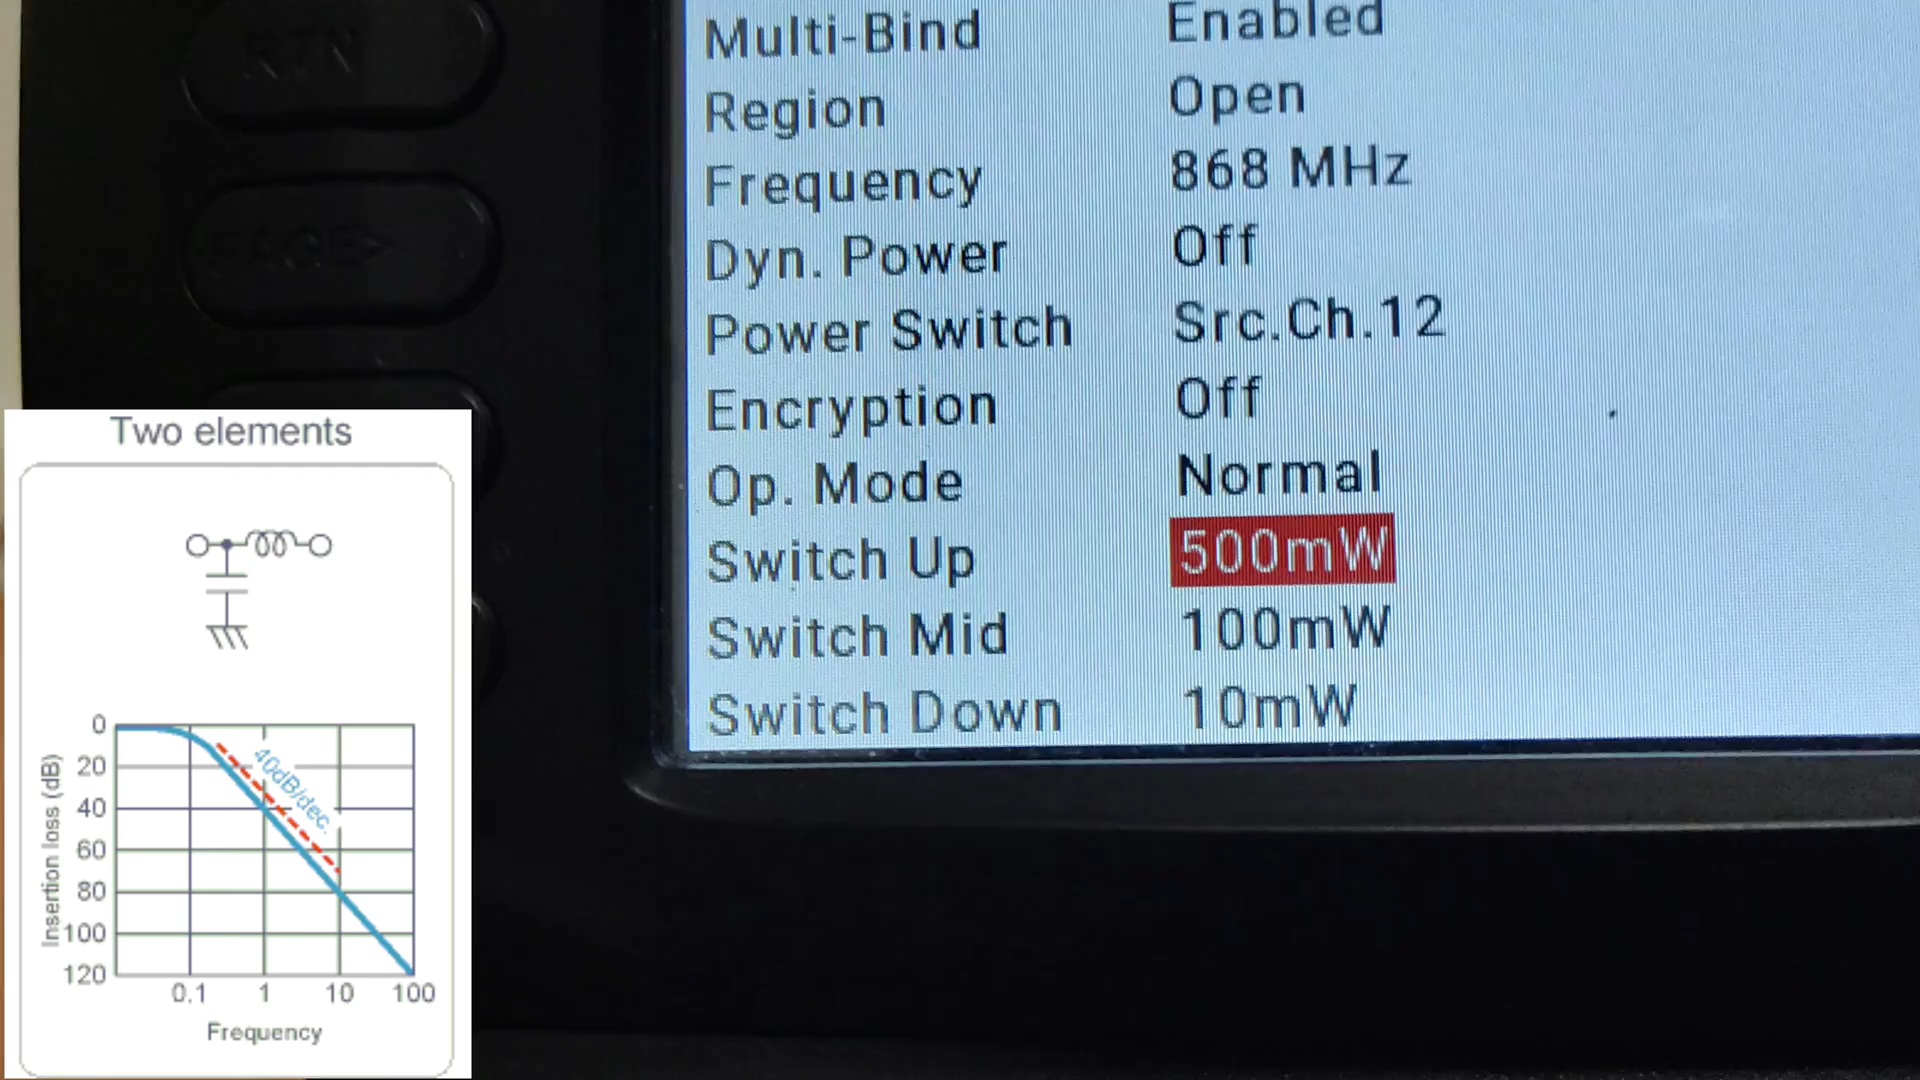 RTN
PAGE>
Multi-Bind Enabled
Region Open
Frequency 868 MHz
Dyn. Power Off
Power Switch Src.Ch.12
Encryption Off
Op. Mode Normal
Switch Up 500mW
Switch Mid 100mW
Switch Down 10mW
Two elements
0
20
40
60
80
100
120
Insertion loss (dB)
40dB/dec.
0.1 1 10 100
Frequency